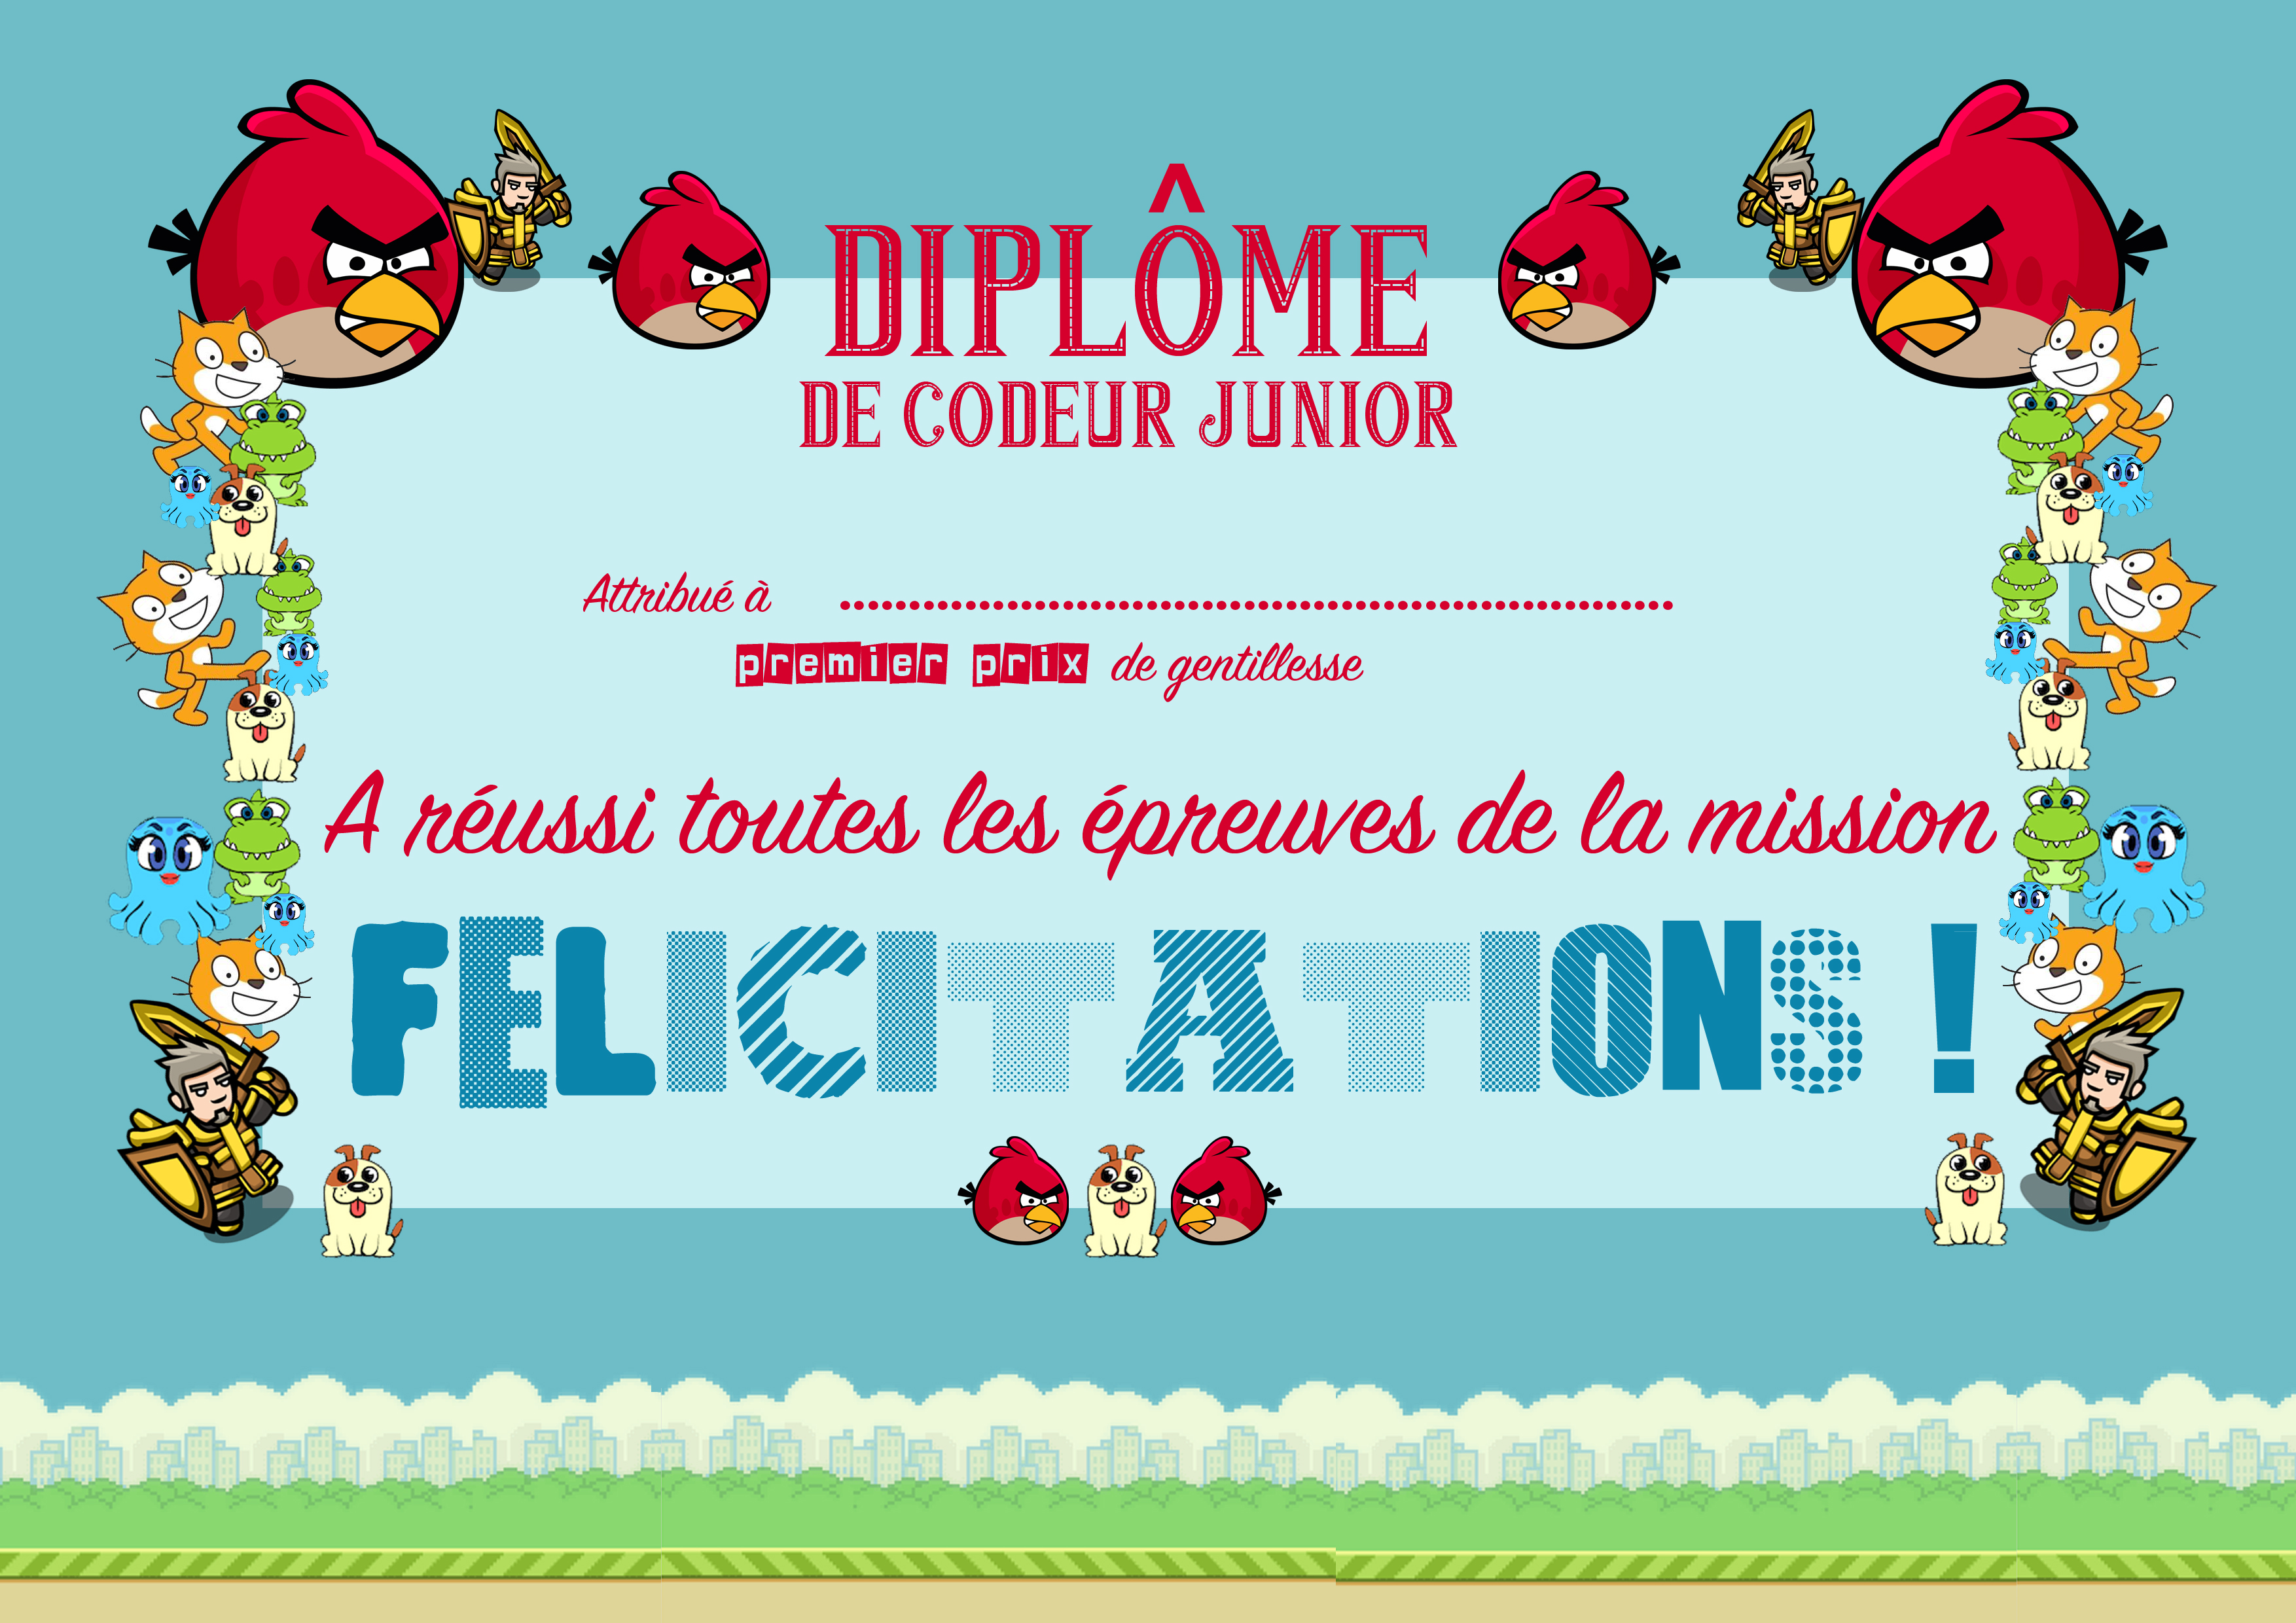 DIPLÔME
DE CODEUR JUNIOR
Attribué à ............................................................
premier prix de gentillesse
A réussi toutes les épreuves de la mission
FELICITATIONS !